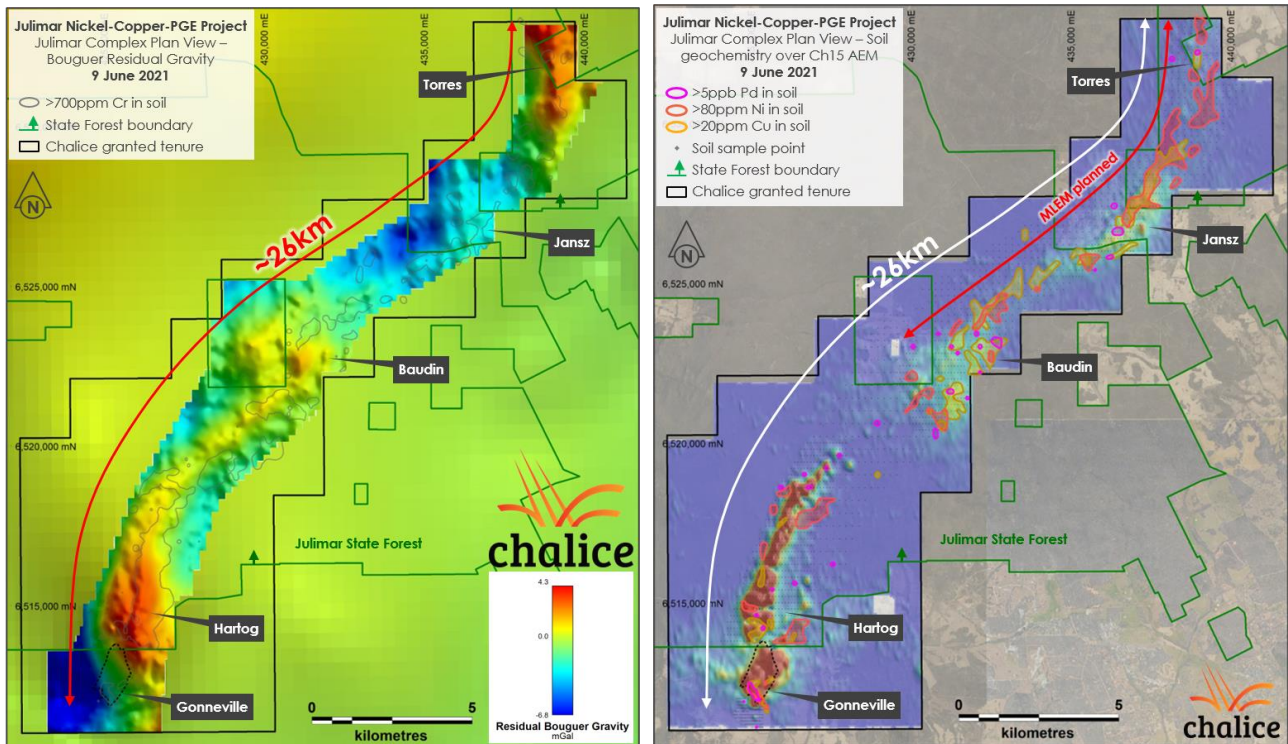 Julimar Nickel-Copper-PGE Project
Julimar Complex Plan View –
Bouguer Residual Gravity
9 June 2021
>700ppm Cr in soil
State Forest boundary
Chalice granted tenure
N
430,000 mE
435,000 mE
440,000 mE
Torres
~26km
Jansz
6,525,000 mN
Baudin
6,520,000 mN
chalice
Julimar State Forest
6,515,000 mN
Hartog
Gonneville
4.3
0.0
-6.8
Residual Bouguer Gravity
mGal
0 5
kilometres
Julimar Nickel-Copper-PGE Project
Julimar Complex Plan View – Soil
geochemistry over Ch15 AEM
9 June 2021
>5ppb Pd in soil
>80ppm Ni in soil
>20ppm Cu in soil
Soil sample point
State Forest boundary
Chalice granted tenure
N
430,000 mE
435,000 mE
440,000 mE
Torres
MLEM planned
~26km
Jansz
6,525,000 mN
Baudin
6,520,000 mN
Julimar State Forest
6,515,000 mN
Hartog
Gonneville
0 5
kilometres
chalice